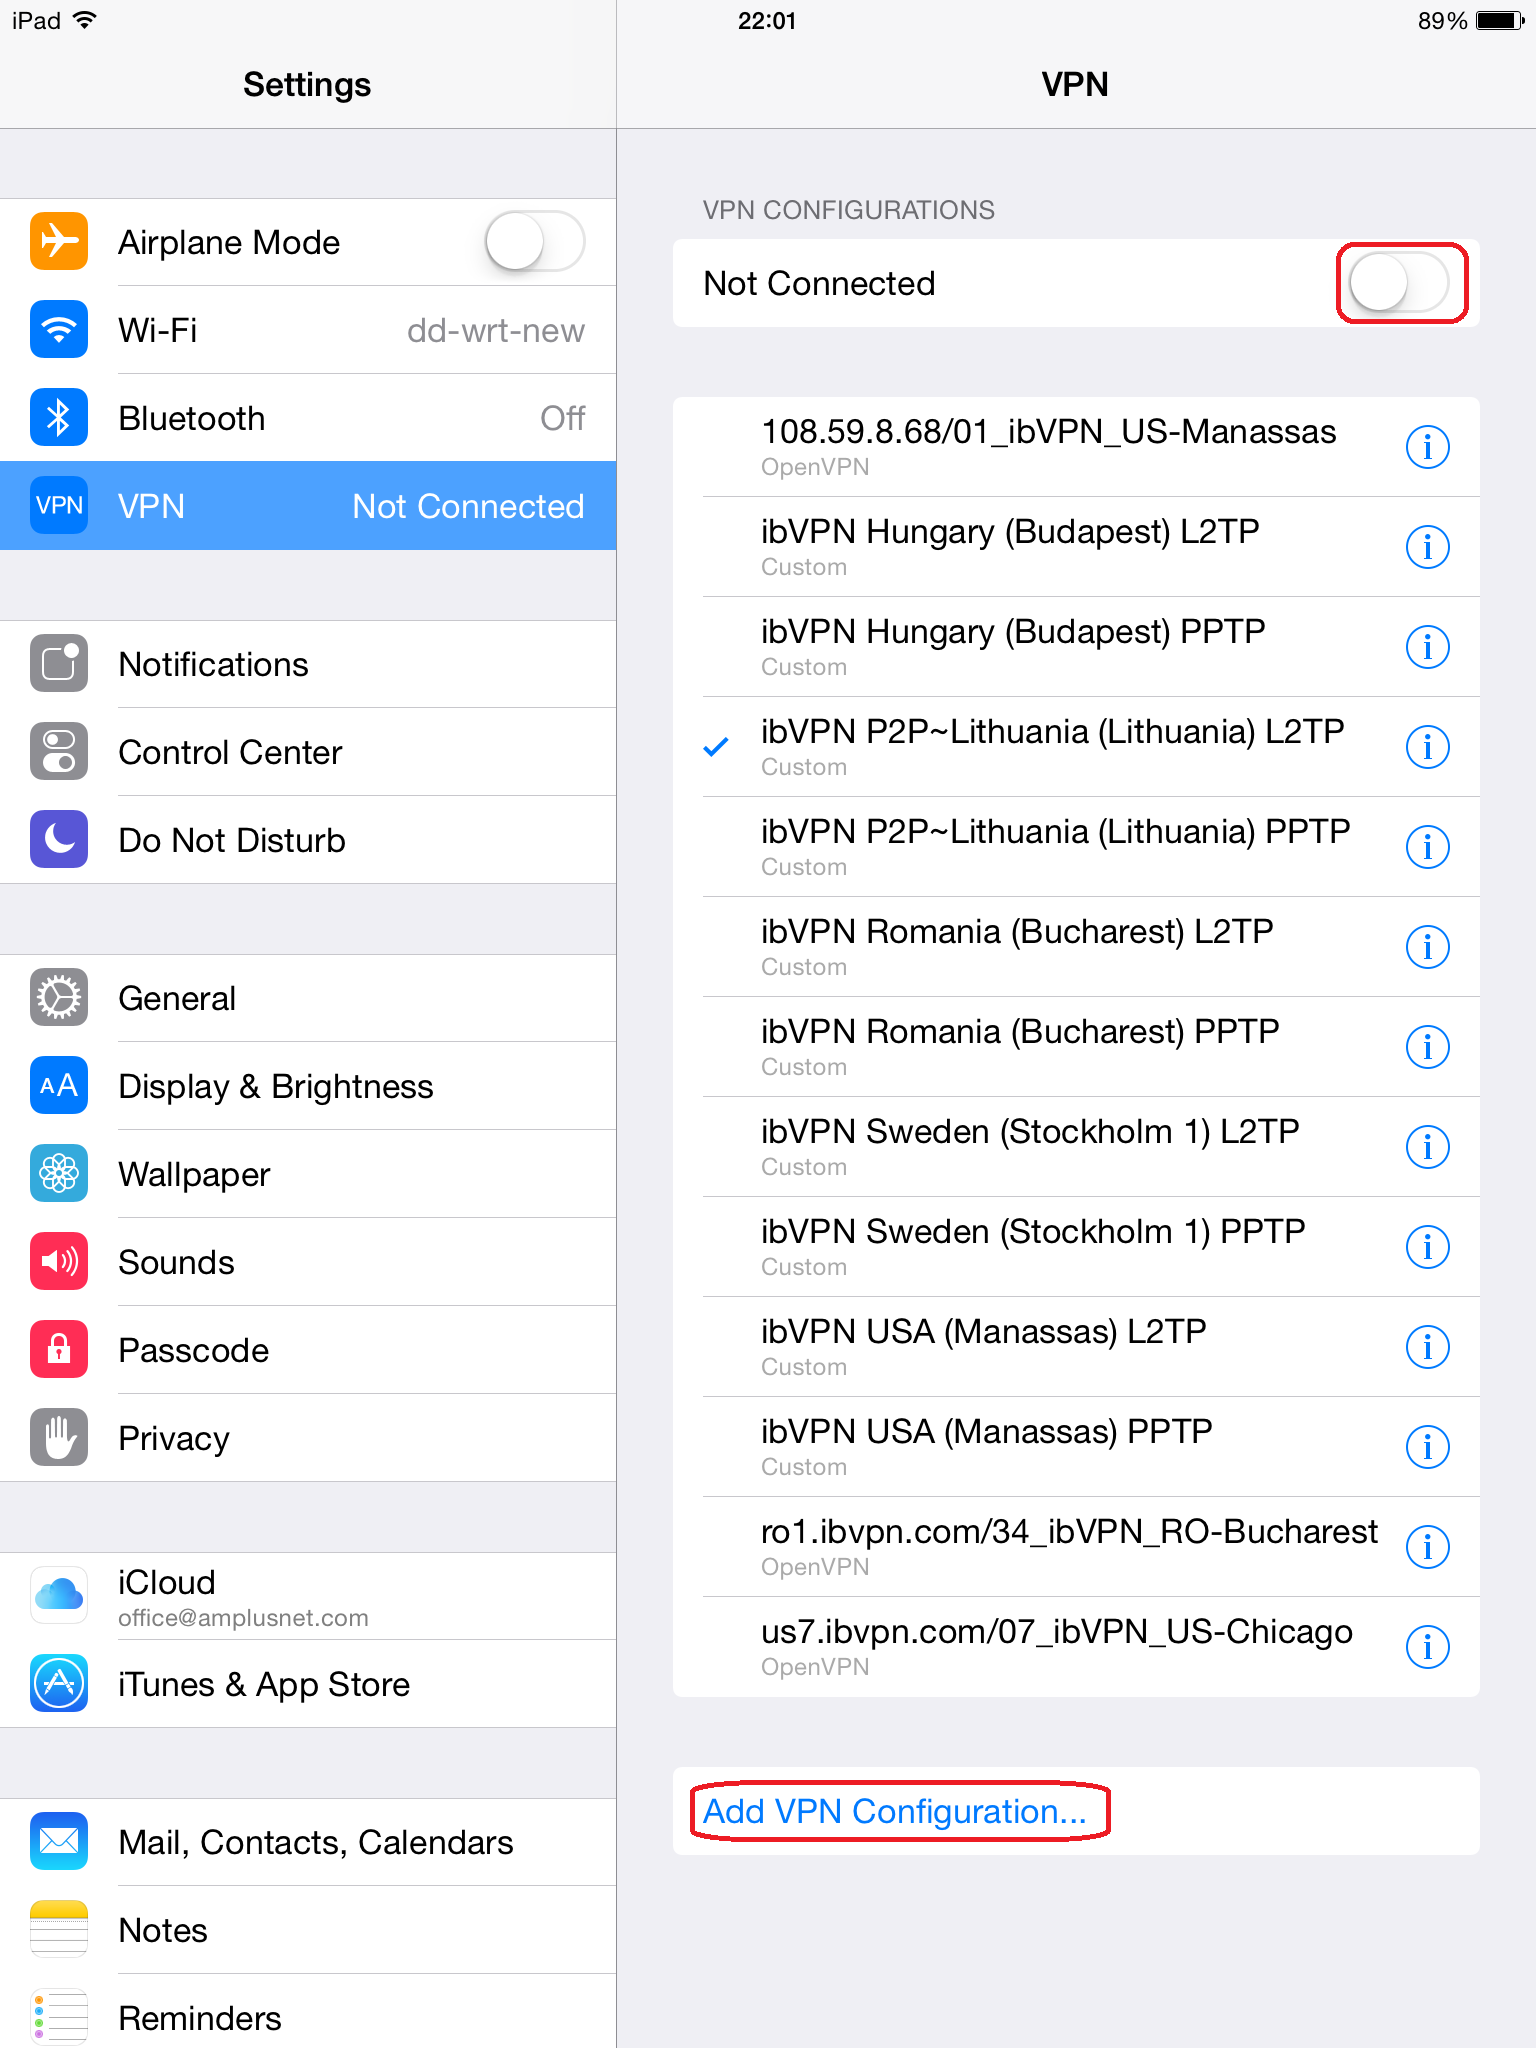 iPad
22:01
89%
Settings
VPN
Airplane Mode
Wi-Fi
dd-wrt-new
Bluetooth
Off
VPN
VPN
Not Connected
Notifications
Control Center
Do Not Disturb
General
AA
Display & Brightness
Wallpaper
Sounds
Passcode
Privacy
iCloud
office@amplusnet.com
iTunes & App Store
Mail, Contacts, Calendars
Notes
Reminders
VPN CONFIGURATIONS
Not Connected
108.59.8.68/01_ibVPN_US-Manassas
OpenVPN
ibVPN Hungary (Budapest) L2TP
Custom
ibVPN Hungary (Budapest) PPTP
Custom
ibVPN P2P~Lithuania (Lithuania) L2TP
Custom
ibVPN P2P~Lithuania (Lithuania) PPTP
Custom
ibVPN Romania (Bucharest) L2TP
Custom
ibVPN Romania (Bucharest) PPTP
Custom
ibVPN Sweden (Stockholm 1) L2TP
Custom
ibVPN Sweden (Stockholm 1) PPTP
Custom
ibVPN USA (Manassas) L2TP
Custom
ibVPN USA (Manassas) PPTP
Custom
ro1.ibvpn.com/34_ibVPN_RO-Bucharest
OpenVPN
us7.ibvpn.com/07_ibVPN_US-Chicago
OpenVPN
Add VPN Configuration...